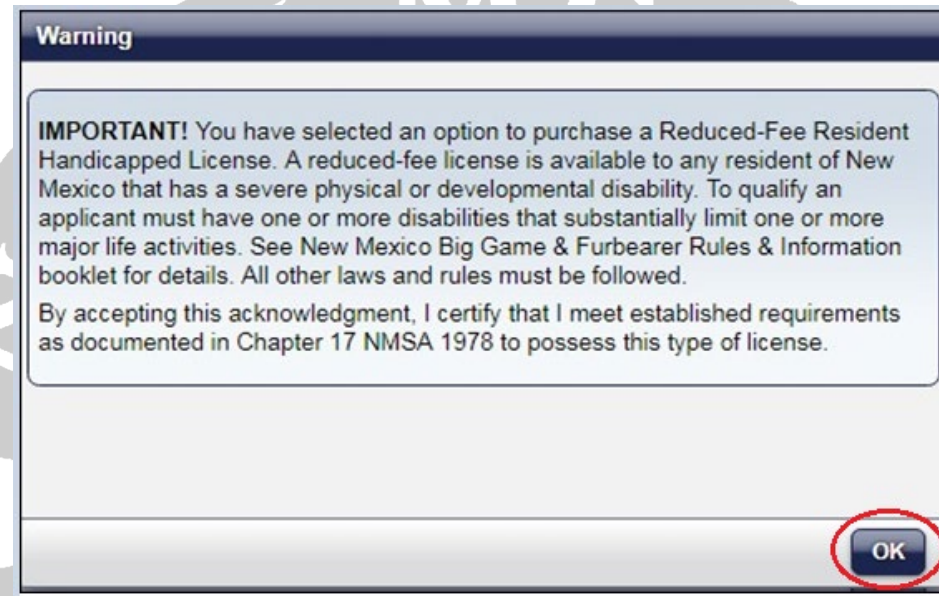 Warning
IMPORTANT! You have selected an option to purchase a Reduced-Fee Resident
Handicapped License. A reduced-fee license is available to any resident of New
Mexico that has a severe physical or developmental disability. To qualify an
applicant must have one or more disabilities that substantially limit one or more
major life activities. See New Mexico Big Game & Furbearer Rules & Information
booklet for details. All other laws and rules must be followed.
By accepting this acknowledgment, I certify that I meet established requirements
as documented in Chapter 17 NMSA 1978 to possess this type of license.
OK